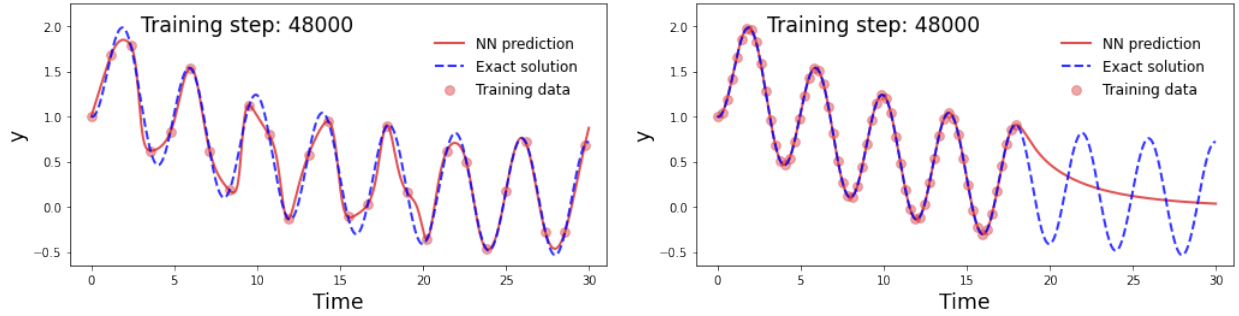 Training step: 48000
NN prediction
Exact solution
Training data
y
2.0
1.5
1.0
0.5
0.0
−0.5
0
5
10
15
20
25
30
Time
Training step: 48000
NN prediction
Exact solution
Training data
y
2.0
1.5
1.0
0.5
0.0
−0.5
0
5
10
15
20
25
30
Time